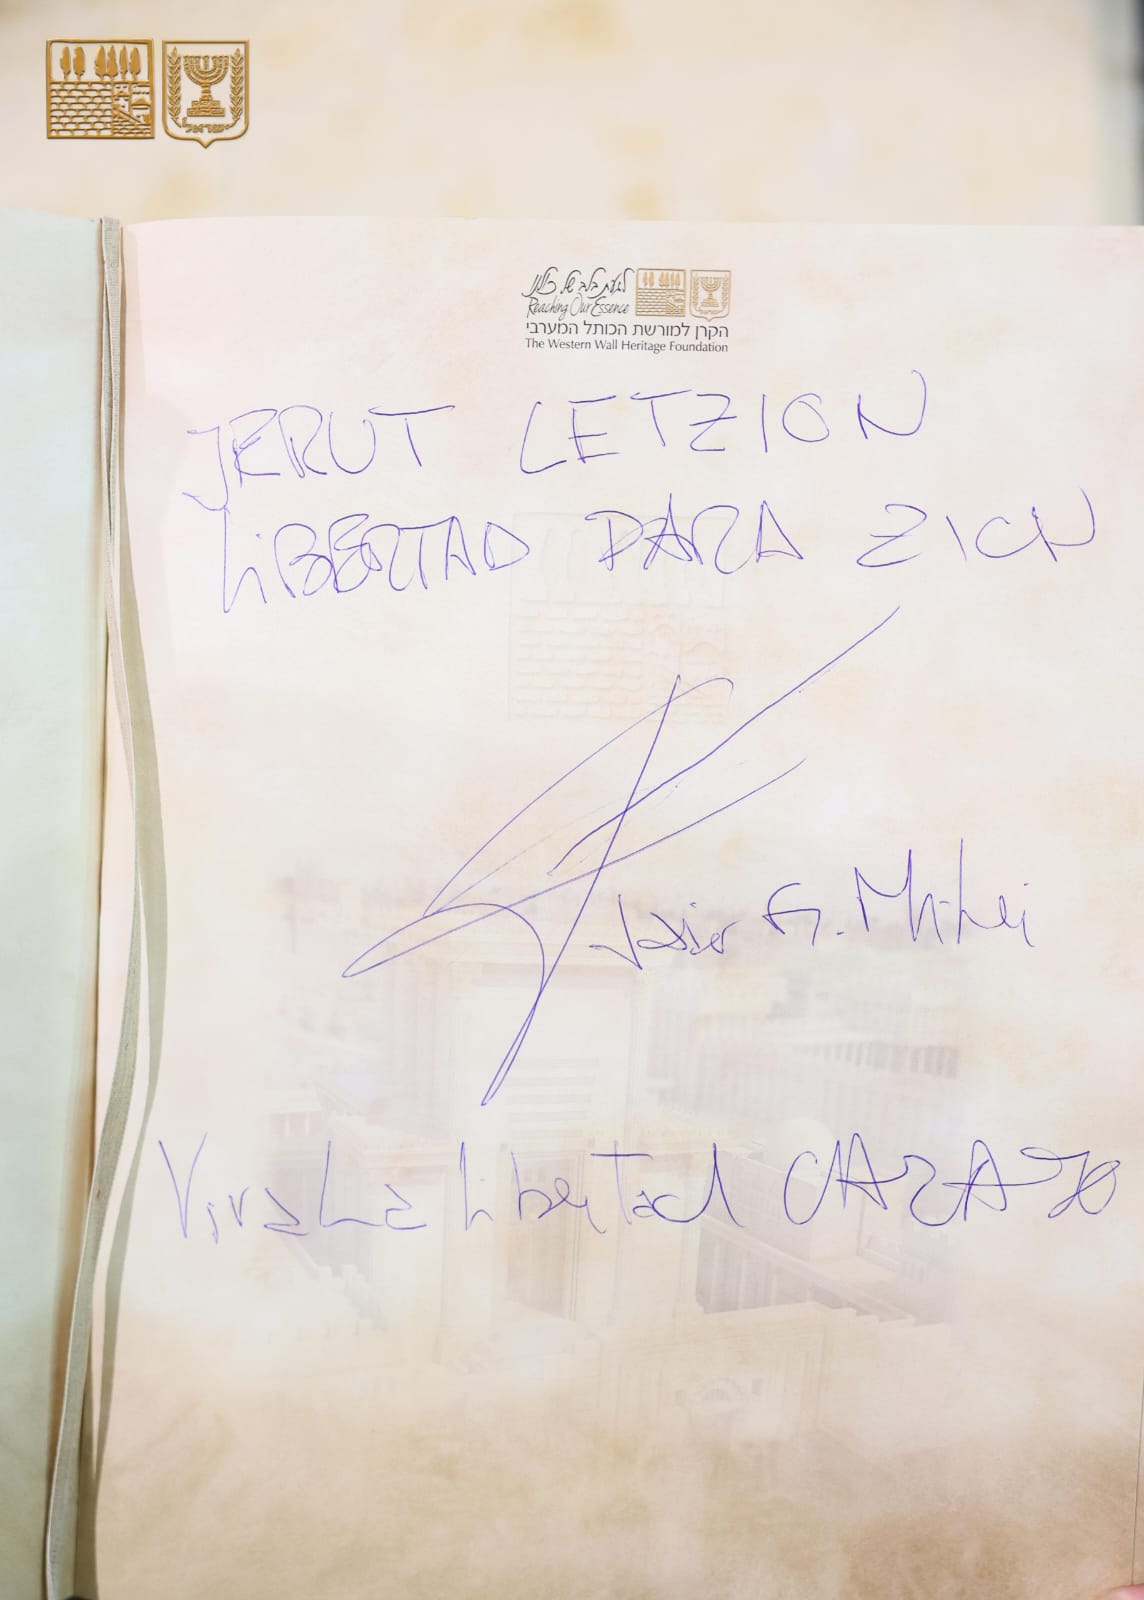 ישראל
לגעת בלב של כולנו
Reaching Our Essence
הקרן למורשת הכותל המערבי
The Western Wall Heritage Foundation
JERUT LETZION
LiBERTAD PARA ZION
Javier G. Milei
Viva La Libertad CARAJO